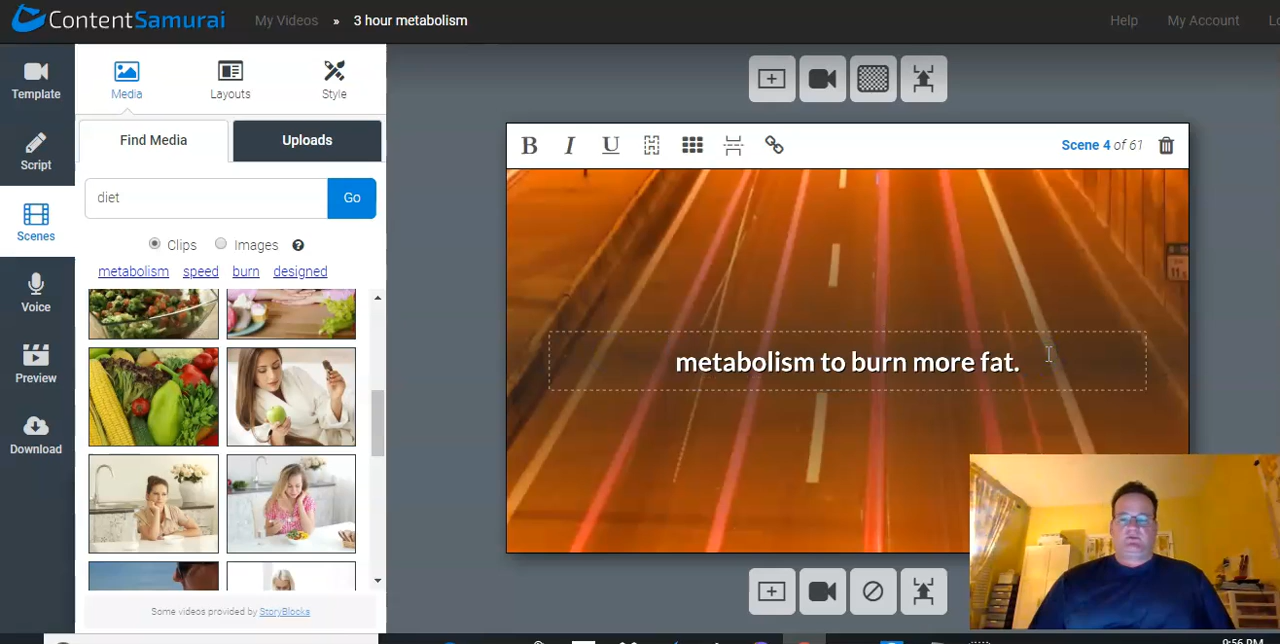 ContentSamurai My Videos » 3 hour metabolism Help My Account
Template
Script
Scenes
Voice
Preview
Download
Media Layouts Style
Find Media Uploads
diet Go
Clips Images ?
metabolism speed burn designed
Some videos provided by StoryBlocks
B I U Scene 4 of 61
metabolism to burn more fat.